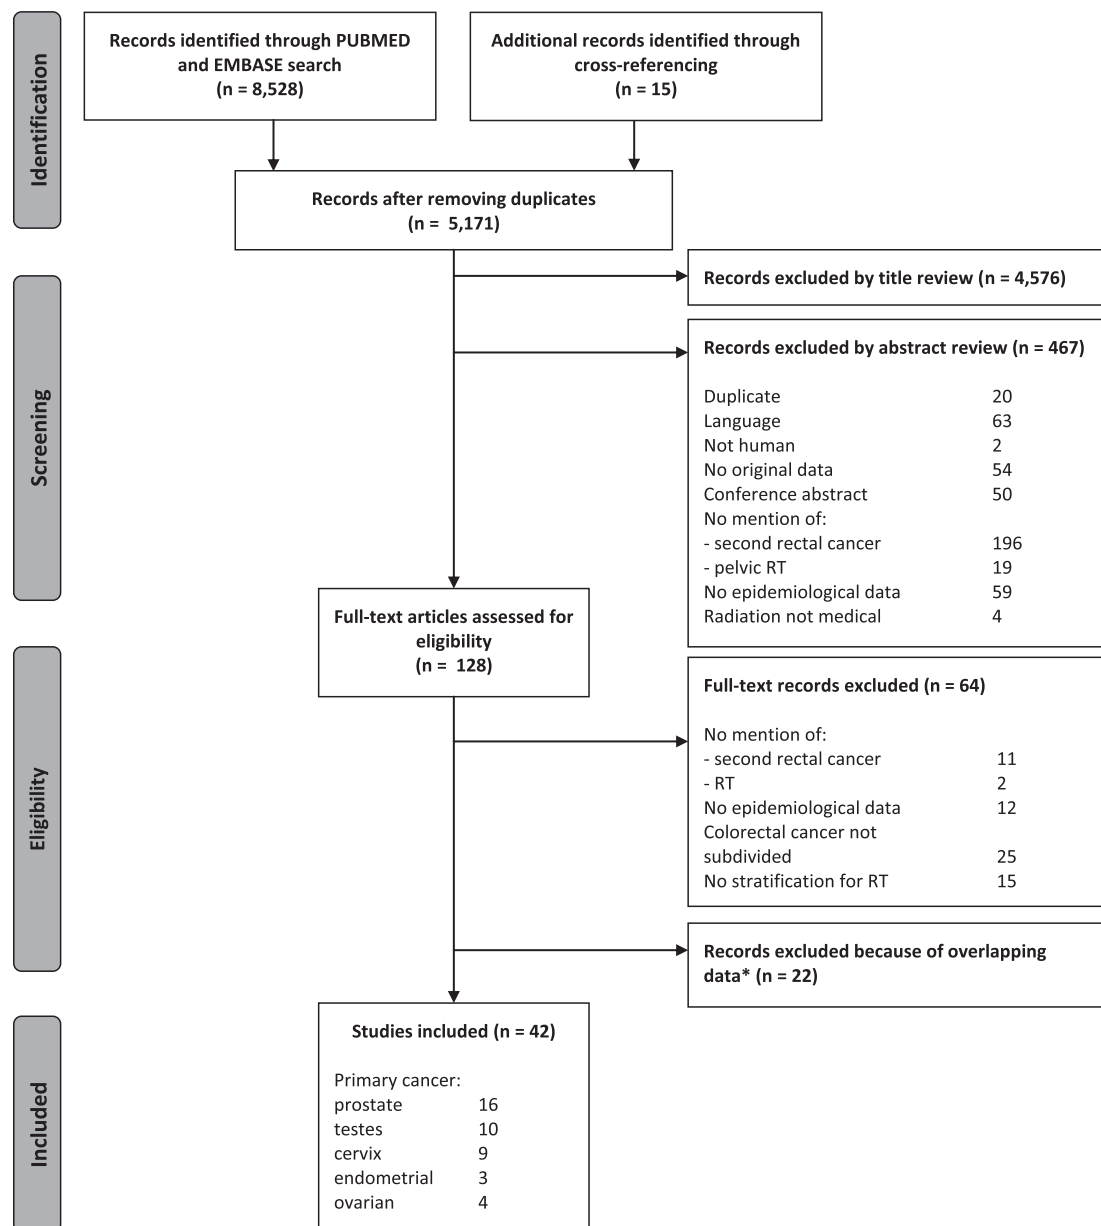 Identification
Records identified through PUBMED
and EMBASE search
(n = 8,528)
Additional records identified through
cross-referencing
(n = 15)
Records after removing duplicates
(n = 5,171)
Screening
Records excluded by title review (n = 4,576)
Records excluded by abstract review (n = 467)
Duplicate 20
Language 63
Not human 2
No original data 54
Conference abstract 50
No mention of:
- second rectal cancer 196
- pelvic RT 19
No epidemiological data 59
Radiation not medical 4
Full-text articles assessed for
eligibility
(n = 128)
Eligibility
Full-text records excluded (n = 64)
No mention of:
- second rectal cancer 11
- RT 2
No epidemiological data 12
Colorectal cancer not
subdivided 25
No stratification for RT 15
Records excluded because of overlapping
data* (n = 22)
Included
Studies included (n = 42)
Primary cancer:
prostate 16
testes 10
cervix 9
endometrial 3
ovarian 4